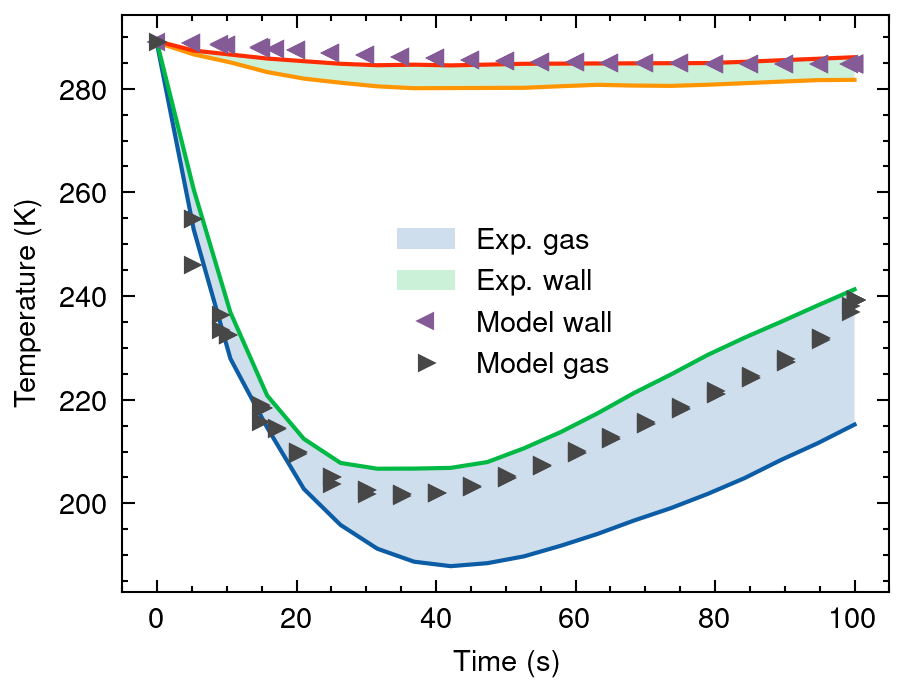 280
260
240
220
200
Temperature (K)
Exp. gas
Exp. wall
Model wall
Model gas
0 20 40 60 80 100
Time (s)